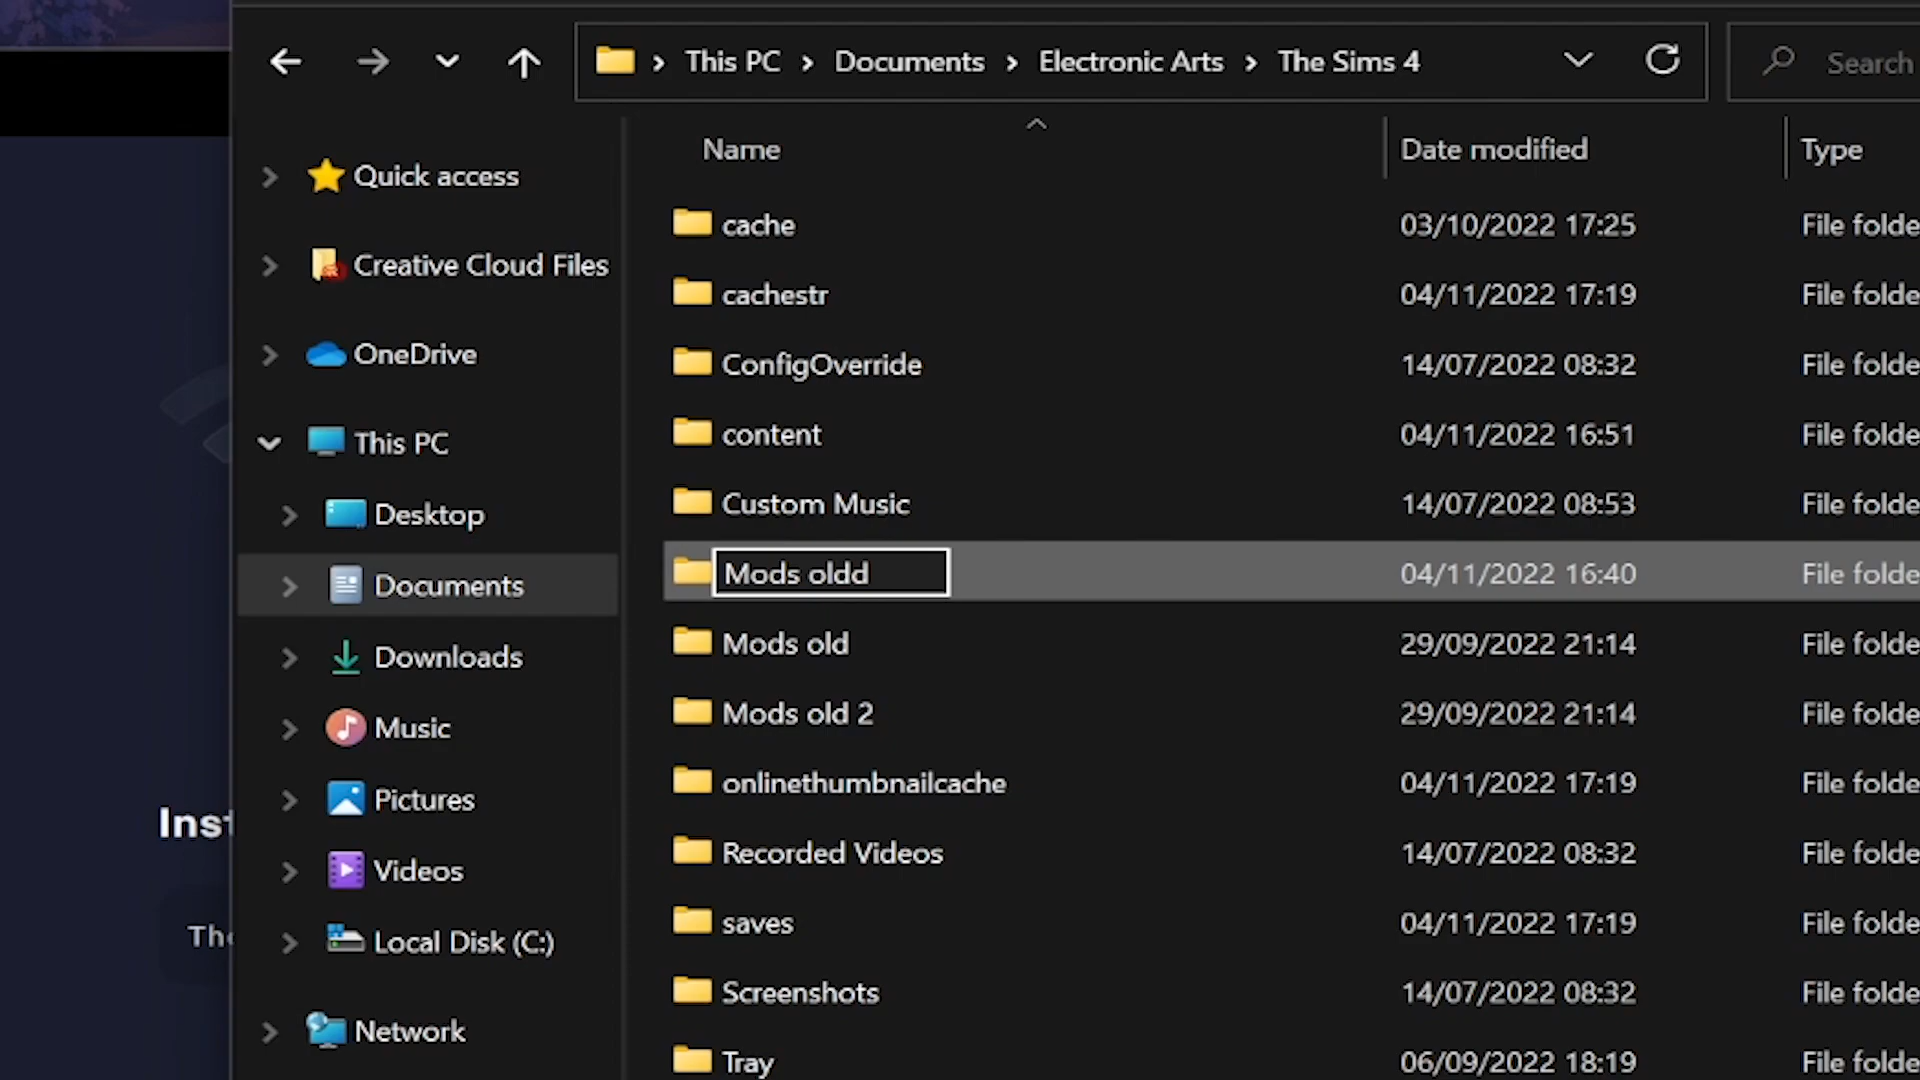 This PC > Documents > Electronic Arts > The Sims 4
Search
Name Date modified Type
Quick access
Creative Cloud Files
OneDrive
This PC
Desktop
Documents
Downloads
Music
Pictures
Videos
Local Disk (C:)
Network
cache 03/10/2022 17:25 File folde
cachestr 04/11/2022 17:19 File folde
ConfigOverride 14/07/2022 08:32 File folde
content 04/11/2022 16:51 File folde
Custom Music 14/07/2022 08:53 File folde
Mods oldd 04/11/2022 16:40 File folde
Mods old 29/09/2022 21:14 File folde
Mods old 2 29/09/2022 21:14 File folde
onlinethumbnailcache 04/11/2022 17:19 File folde
Recorded Videos 14/07/2022 08:32 File folde
saves 04/11/2022 17:19 File folde
Screenshots 14/07/2022 08:32 File folde
Tray 06/09/2022 18:19 File folde